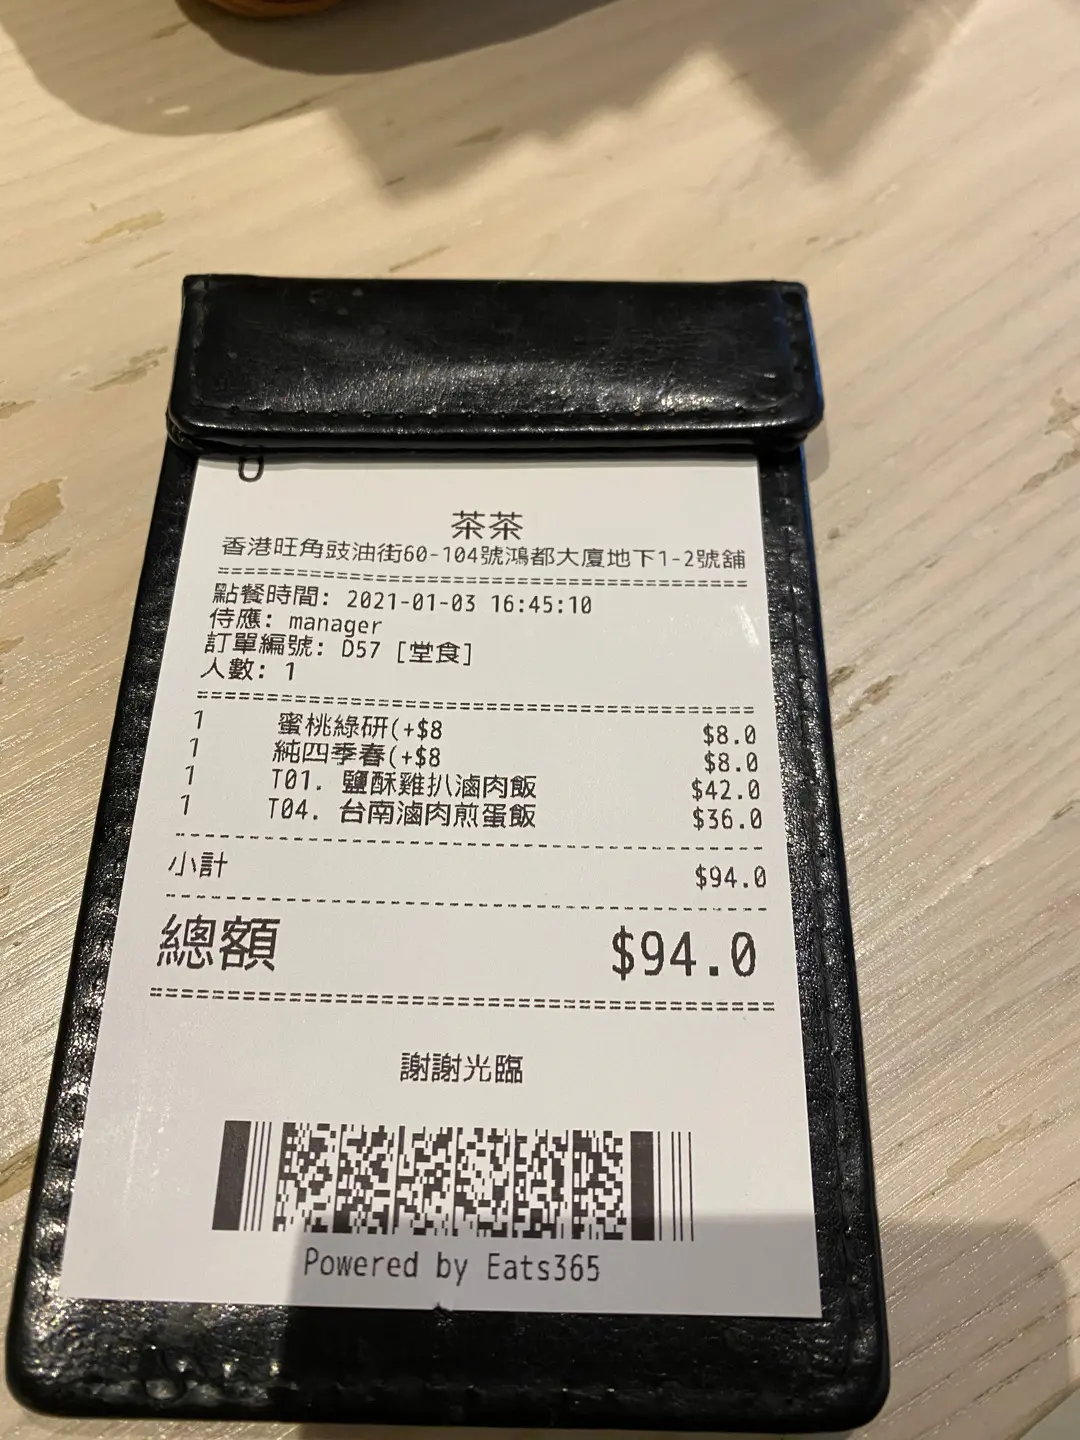 茶茶
香港旺角豉油街60-104號鴻都大廈地下1-2號舖
點餐時間: 2021-01-03 16:45:10
侍應: manager
訂單編號: D57 [堂食]
人數: 1
1 蜜桃綠研(+$8 $8.0
1 純四季春(+$8 $8.0
1 T01. 鹽酥雞扒滷肉飯 $42.0
1 T04. 台南滷肉煎蛋飯 $36.0
小計 $94.0
總額 $94.0
謝謝光臨
Powered by Eats365